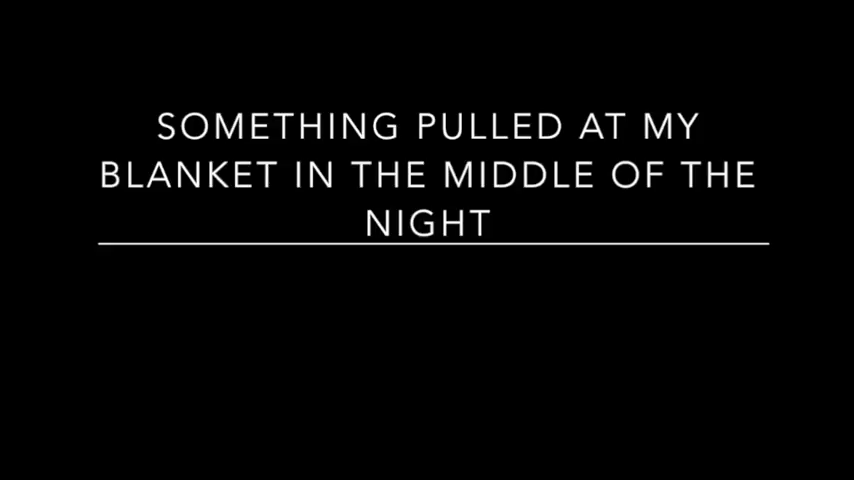 SOMETHING PULLED AT MY
BLANKET IN THE MIDDLE OF THE
NIGHT